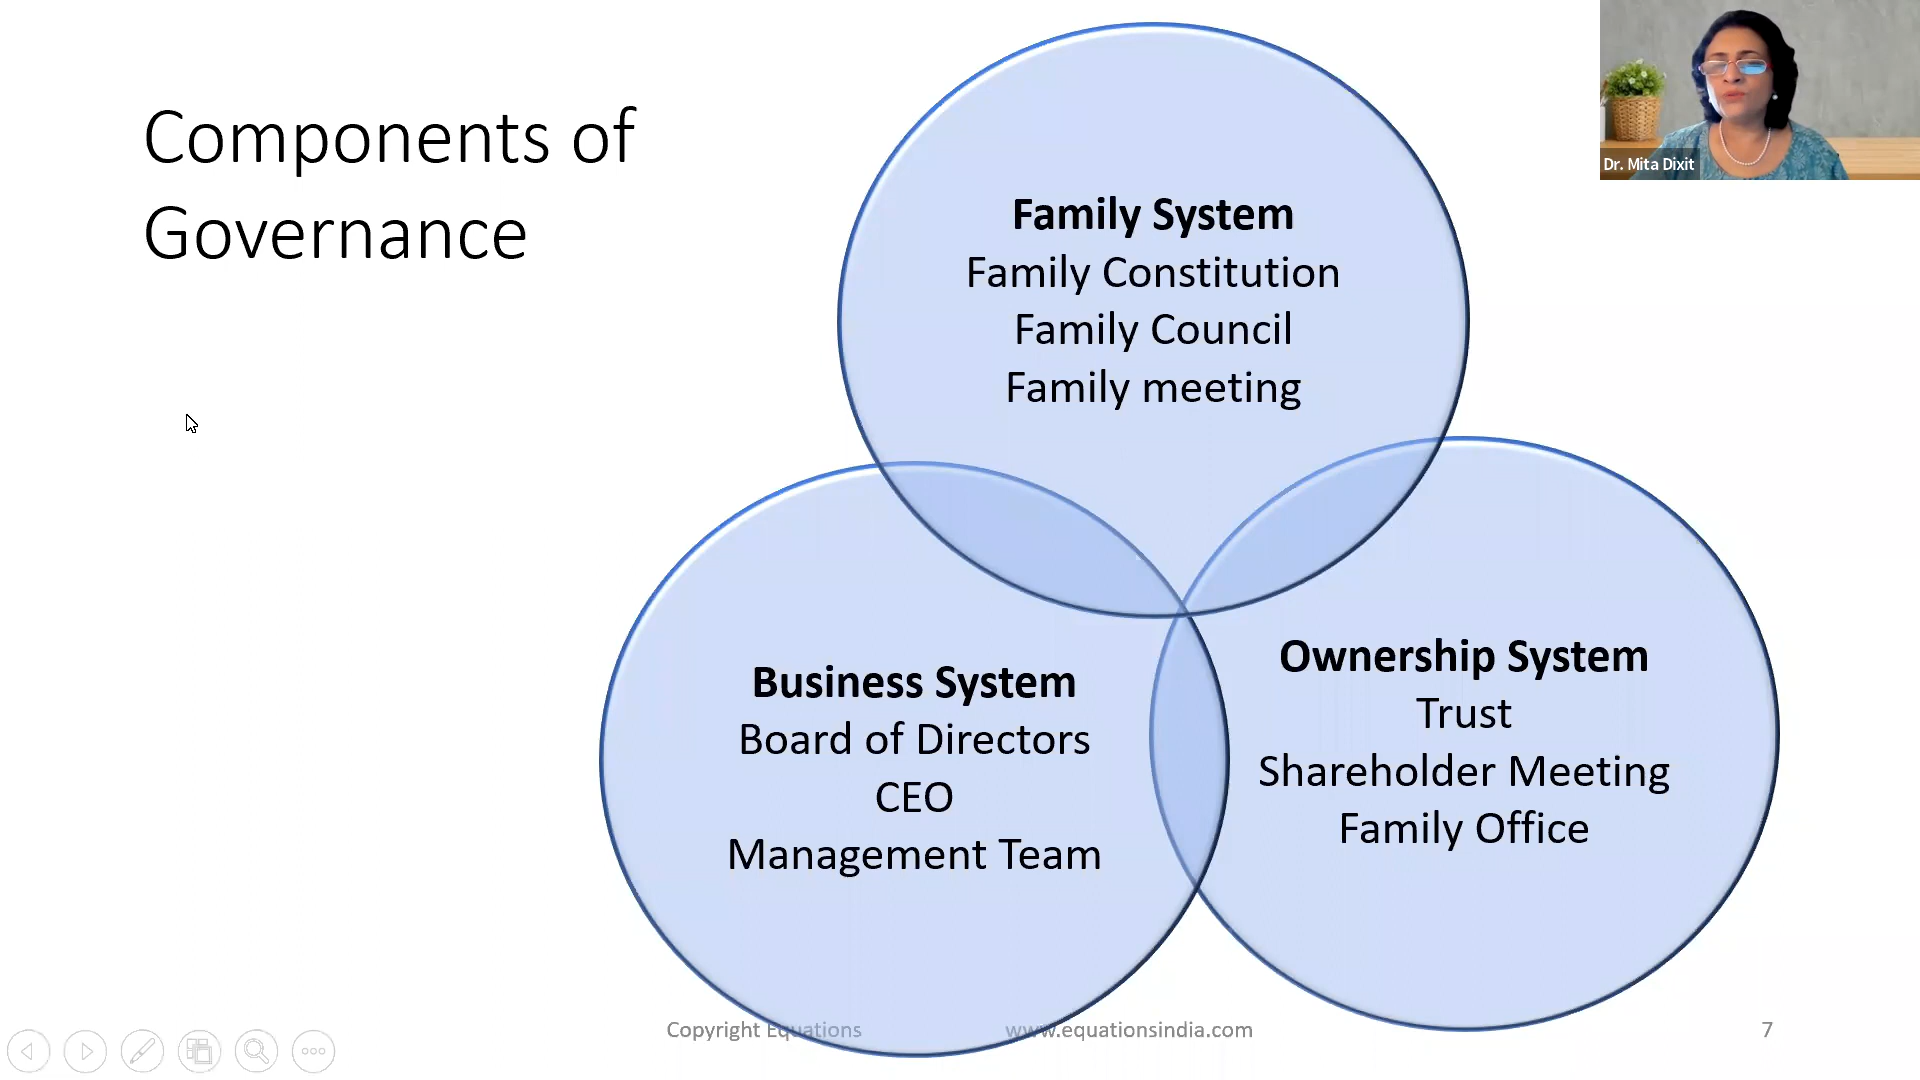 Components of
Governance
Dr. Mita Dixit
Family System
Family Constitution
Family Council
Family meeting
Business System
Board of Directors
CEO
Management Team
Ownership System
Trust
Shareholder Meeting
Family Office
Copyright Equations
www.equationsindia.com
7